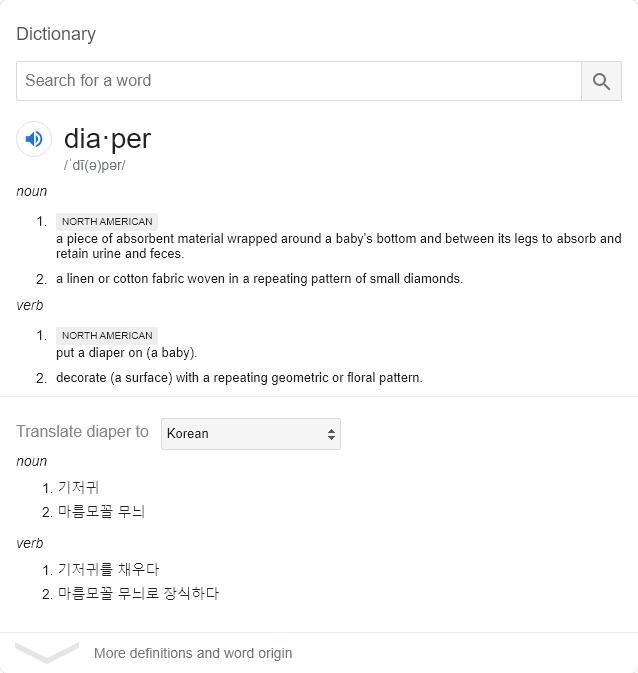 Dictionary
Search for a word
dia·per
/ˈdī(ə)pər/
noun
1. NORTH AMERICAN
a piece of absorbent material wrapped around a baby's bottom and between its legs to absorb and
retain urine and feces.
2. a linen or cotton fabric woven in a repeating pattern of small diamonds.
verb
1. NORTH AMERICAN
put a diaper on (a baby).
2. decorate (a surface) with a repeating geometric or floral pattern.
Translate diaper to Korean
noun
1. 기저귀
2. 마름모꼴 무늬
verb
1. 기저귀를 채우다
2. 마름모꼴 무늬로 장식하다
More definitions and word origin